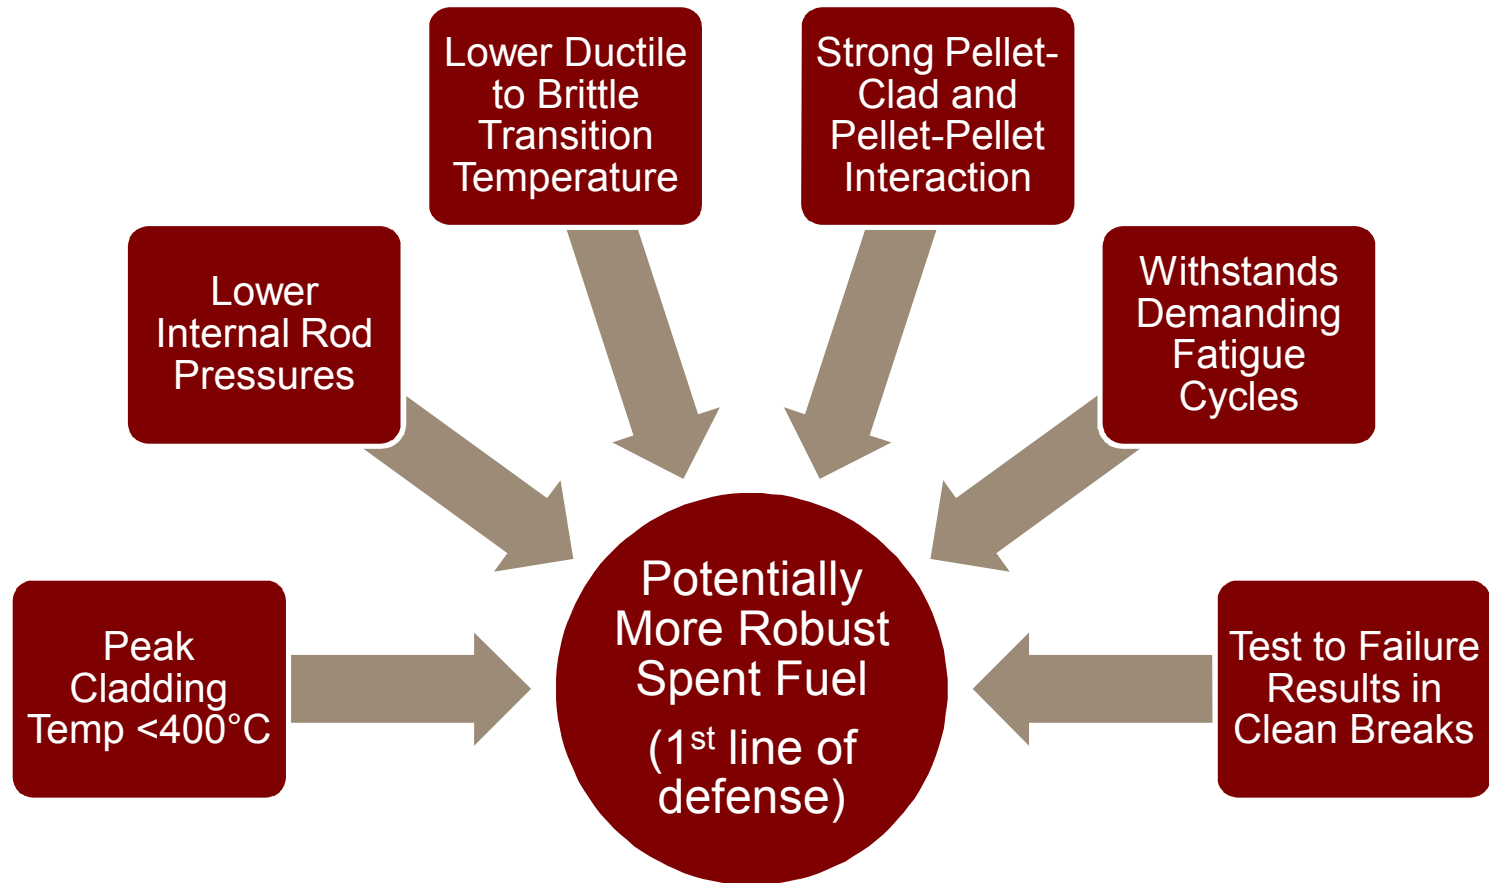 Lower Ductile
to Brittle
Transition
Temperature
Strong Pellet-
Clad and
Pellet-Pellet
Interaction
Lower
Internal Rod
Pressures
Withstands
Demanding
Fatigue
Cycles
Peak
Cladding
Temp <400°C
Potentially
More Robust
Spent Fuel
(1st line of
defense)
Test to Failure
Results in
Clean Breaks